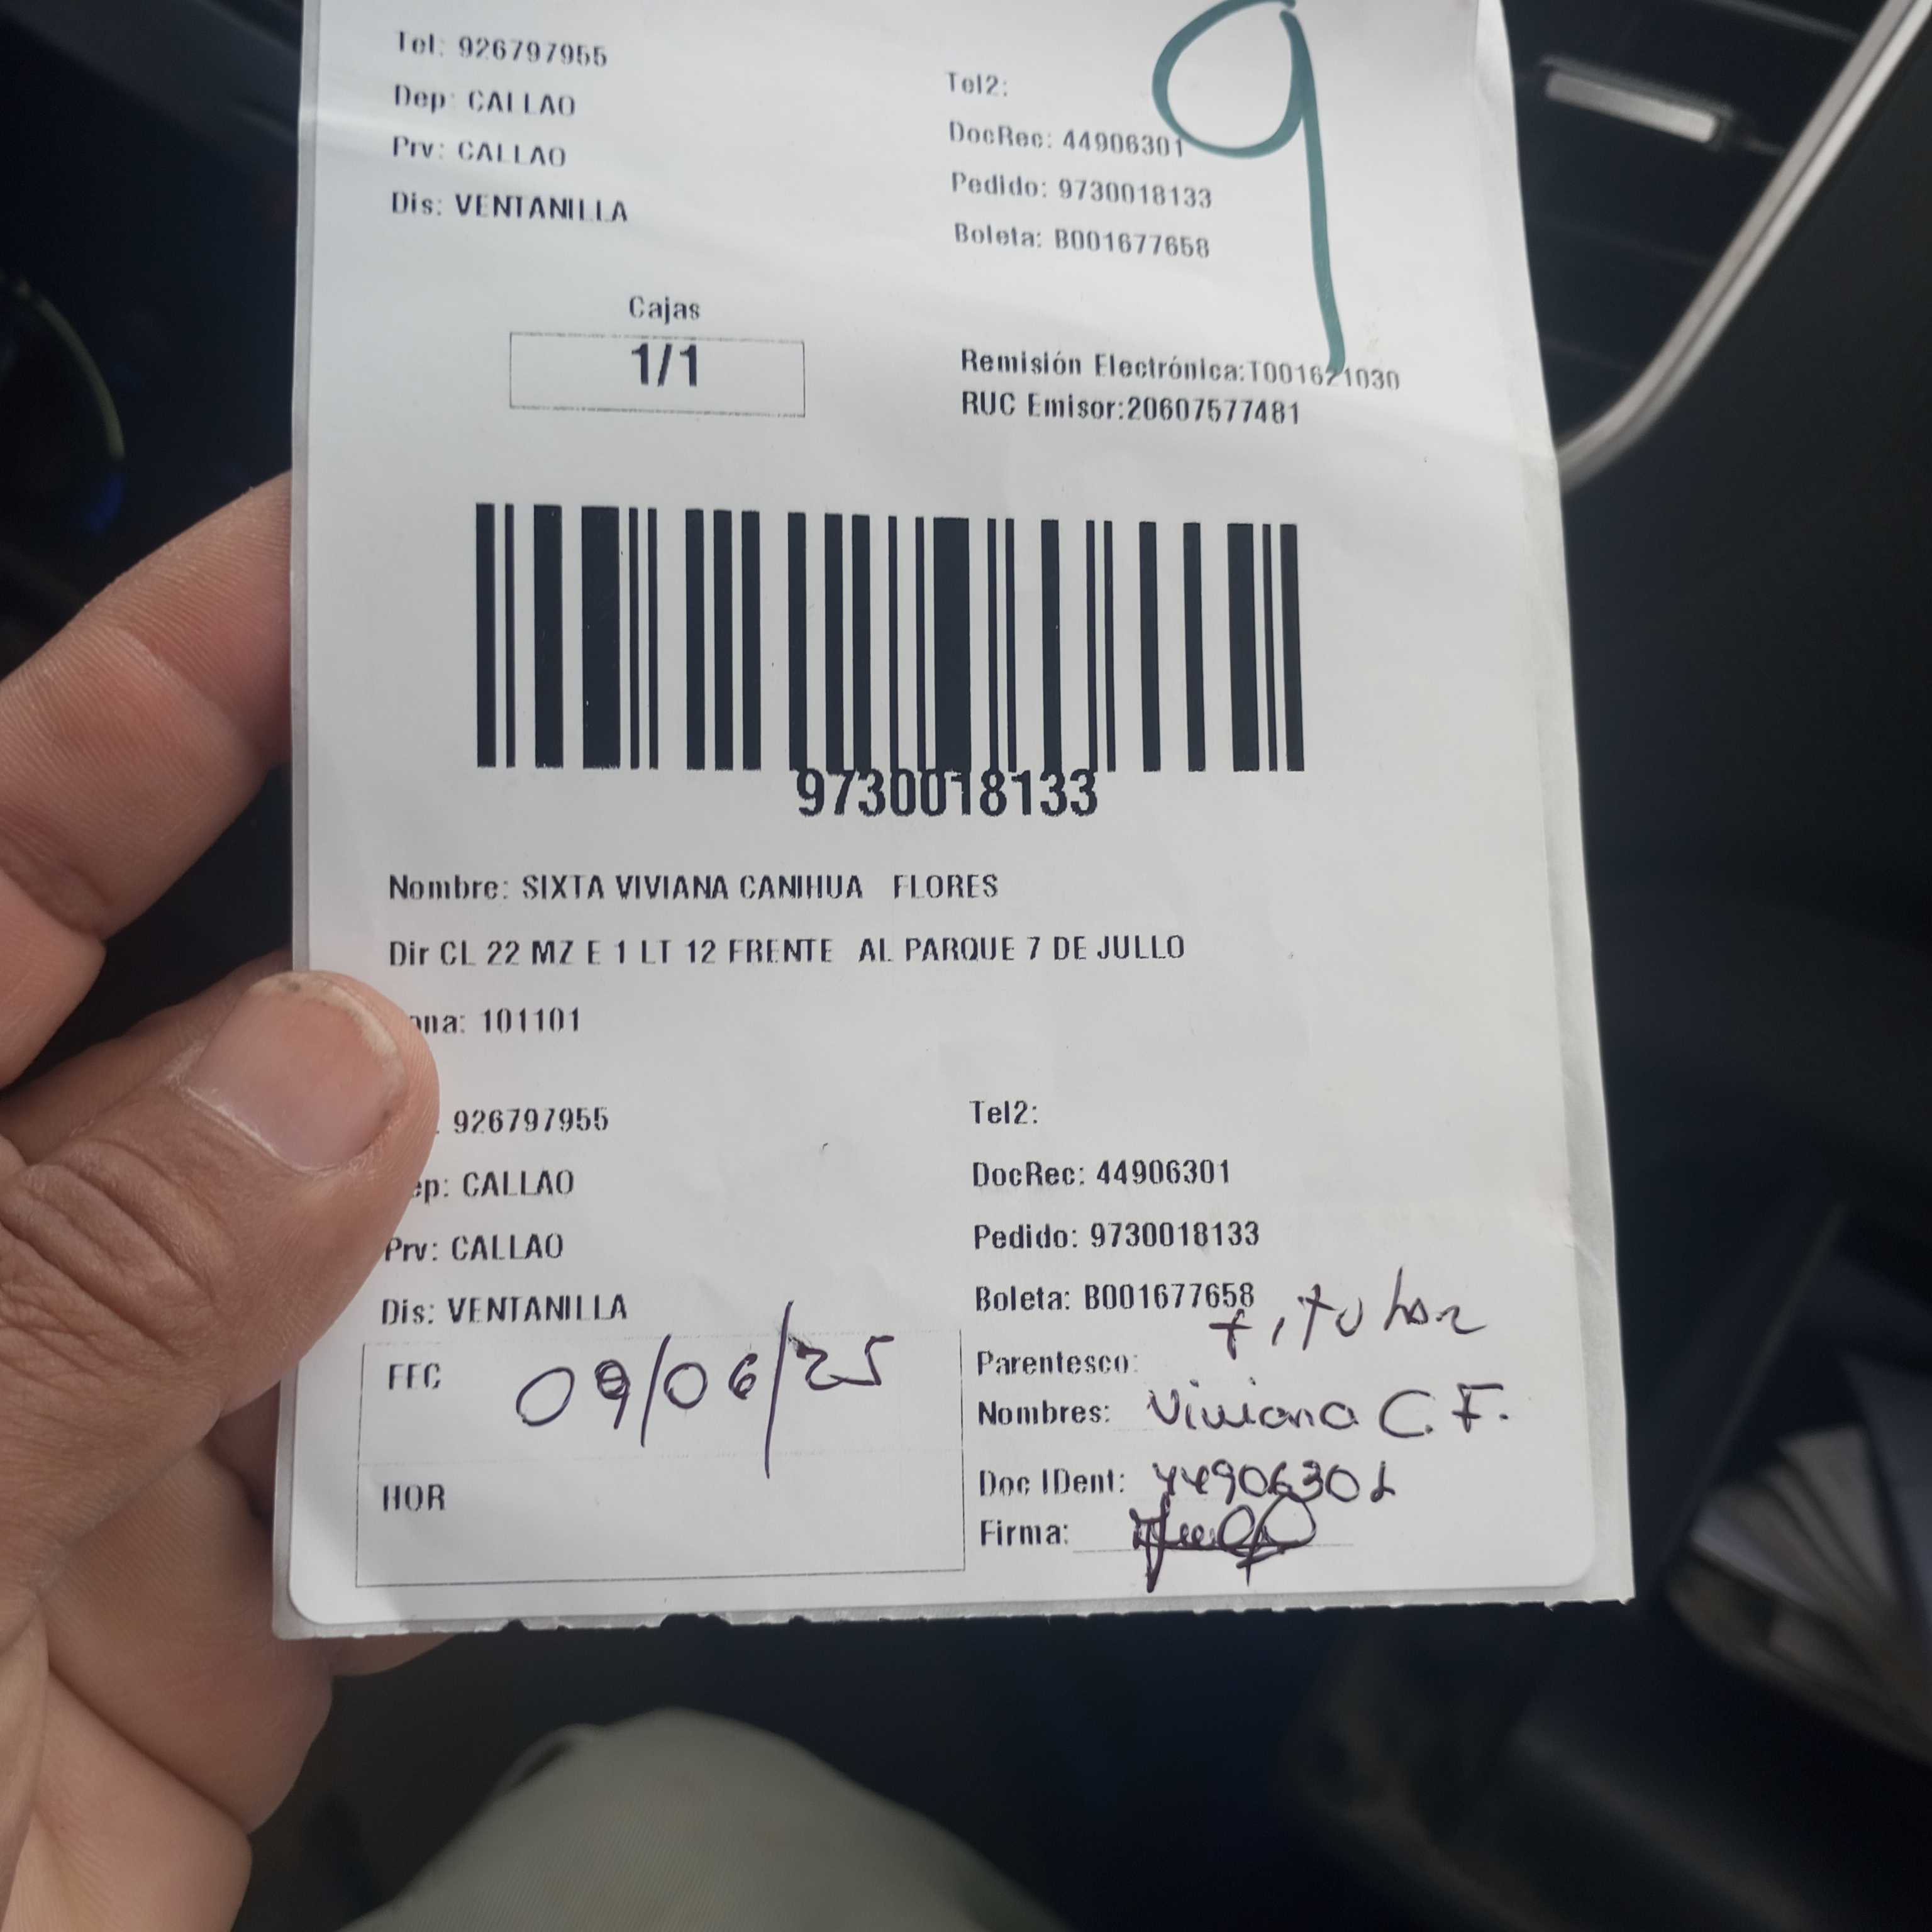 9
Tel: 926797955
Tel2:
Dep: CALLAO
DocRec: 44906301
Prv: CALLAO
Pedido: 9730018133
Dis: VENTANILLA
Boleta: B001677658
Cajas
1/1
Remisión Electrónica:T001621030
RUC Emisor:20607577481
9730018133
Nombre: SIXTA VIVIANA CANIHUA FLORES
Dir CL 22 MZ E 1 LT 12 FRENTE AL PARQUE 7 DE JULLO
ona: 101101
926797955
Tel2:
ep: CALLAO
DocRec: 44906301
Prv: CALLAO
Pedido: 9730018133
Dis: VENTANILLA
Boleta: B001677658
FEC 09/06/25
Parentesco: titular
Nombres: Viviana C. F.
HOR
Doc IDent: 44906301
Firma: